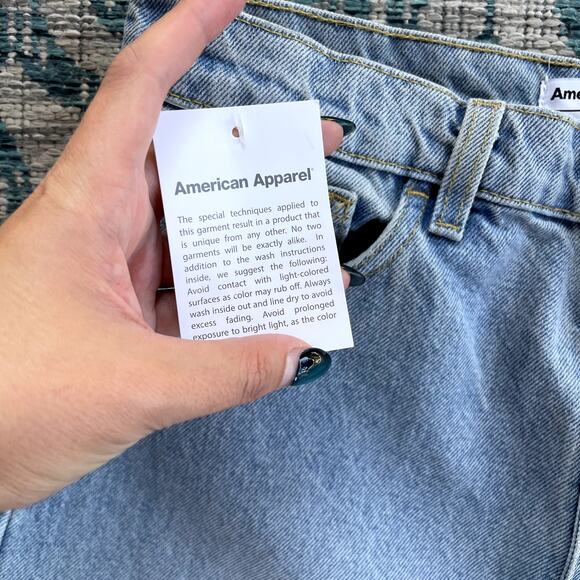 American Apparel
The special techniques applied to
this garment result in a product that
is unique from any other. No two
garments will be exactly alike. In
addition to the wash instructions
inside, we suggest the following:
Avoid contact with light-colored
surfaces as color may rub off. Always
wash inside out and line dry to avoid
excess fading. Avoid prolonged
exposure to bright light, as the color
Ame